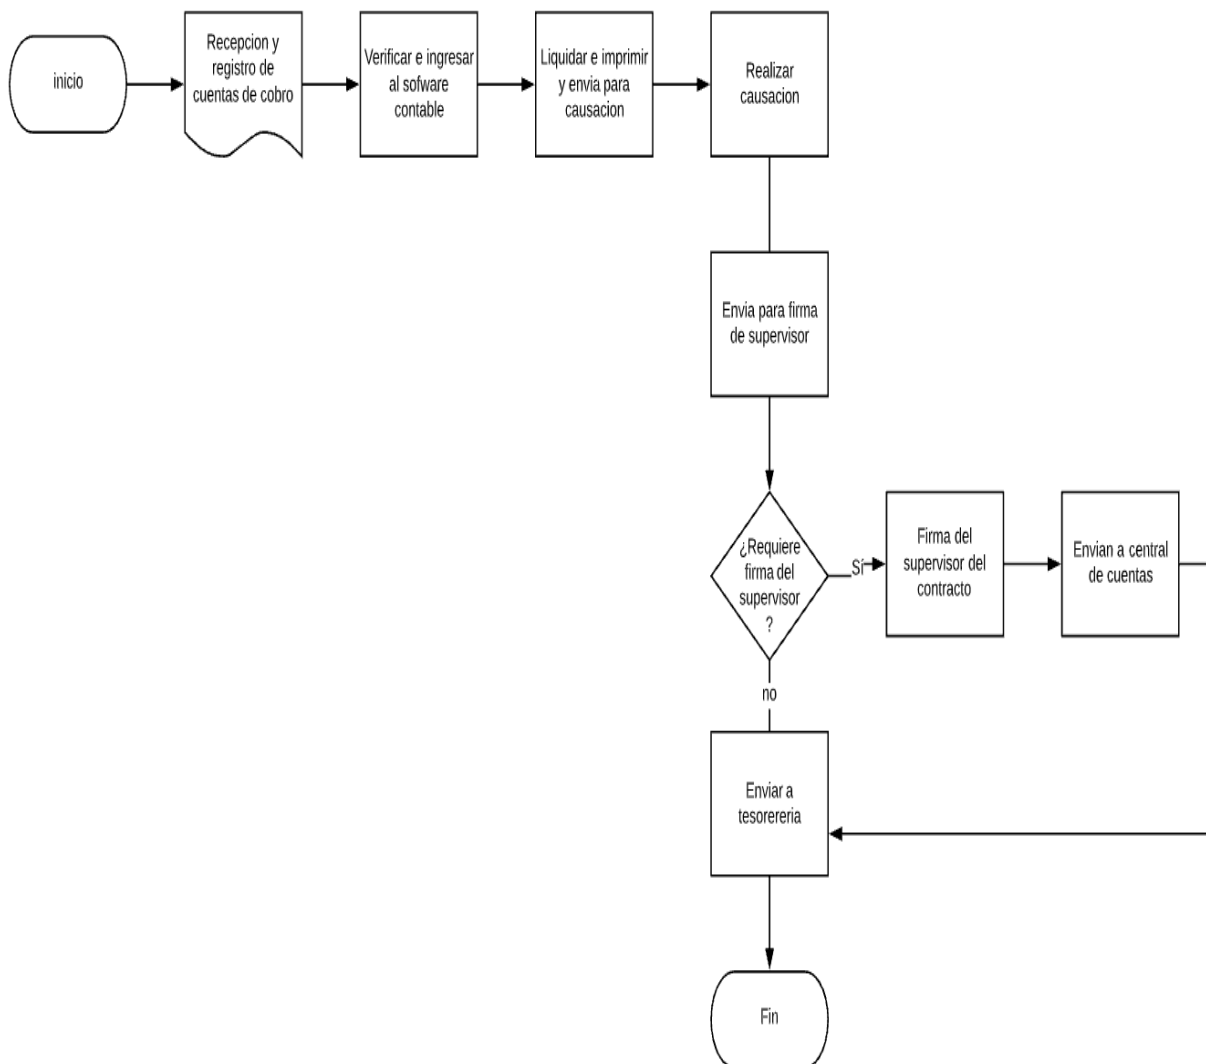 inicio
Recepcion y
registro de
cuentas de cobro
Verificar e ingresar
al sofware
contable
Liquidar e imprimir
y envia para
causacion
Realizar
causacion
Envia para firma
de supervisor
¿Requiere
firma del
supervisor
?
Sí
Firma del
supervisor del
contracto
Envian a central
de cuentas
no
Enviar a
tesorereria
Fin